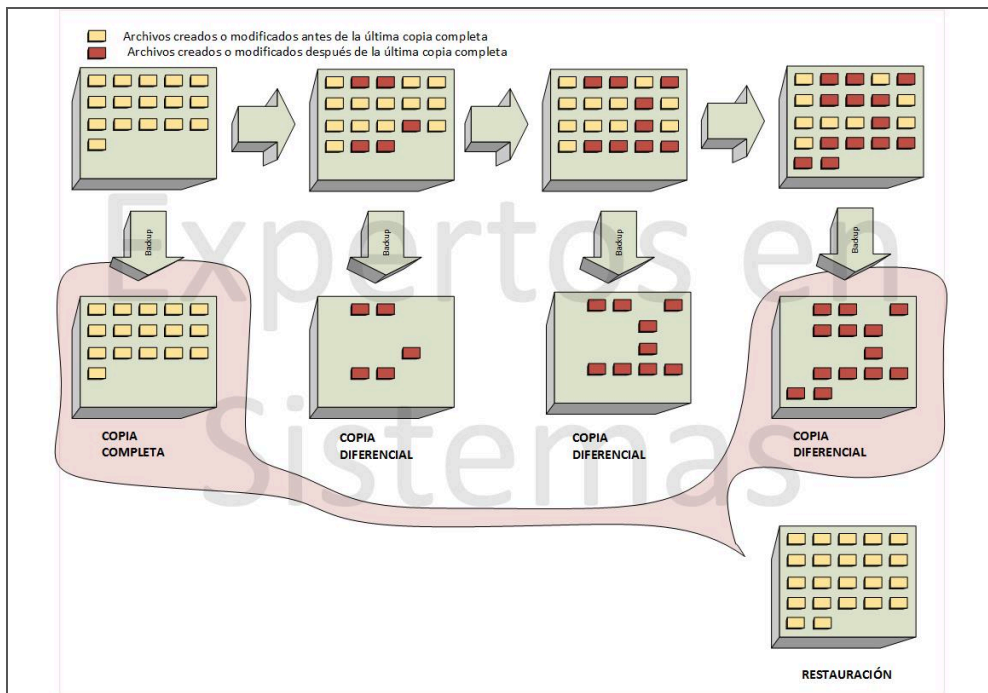 Archivos creados o modificados antes de la última copia completa
Archivos creados o modificados después de la última copia completa
Backup
Backup
Backup
Backup
Expertos en
Sistemas
COPIA
COMPLETA
COPIA
DIFERENCIAL
COPIA
DIFERENCIAL
COPIA
DIFERENCIAL
RESTAURACIÓN